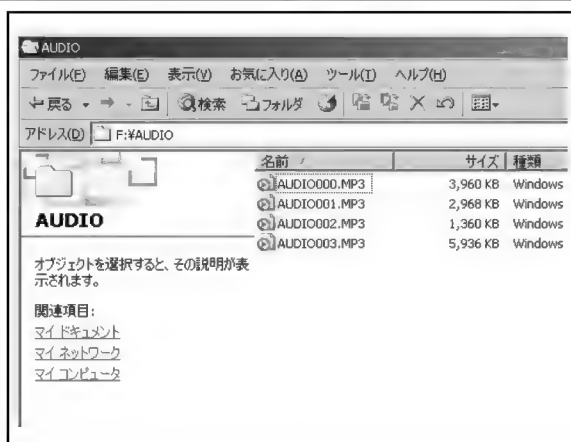 AUDIO
ファイル(F) 編集(E) 表示(V) お気に入り(A) ツール(T) ヘルプ(H)
戻る 検索 フォルダ
アドレス(D) F:¥AUDIO
名前 サイズ 種類
AUDIO000.MP3 3,960 KB Windows
AUDIO001.MP3 2,968 KB Windows
AUDIO002.MP3 1,360 KB Windows
AUDIO003.MP3 5,936 KB Windows
AUDIO
オブジェクトを選択すると、その説明が表
示されます。
関連項目:
マイ ドキュメント
マイ ネットワーク
マイ コンピュータ